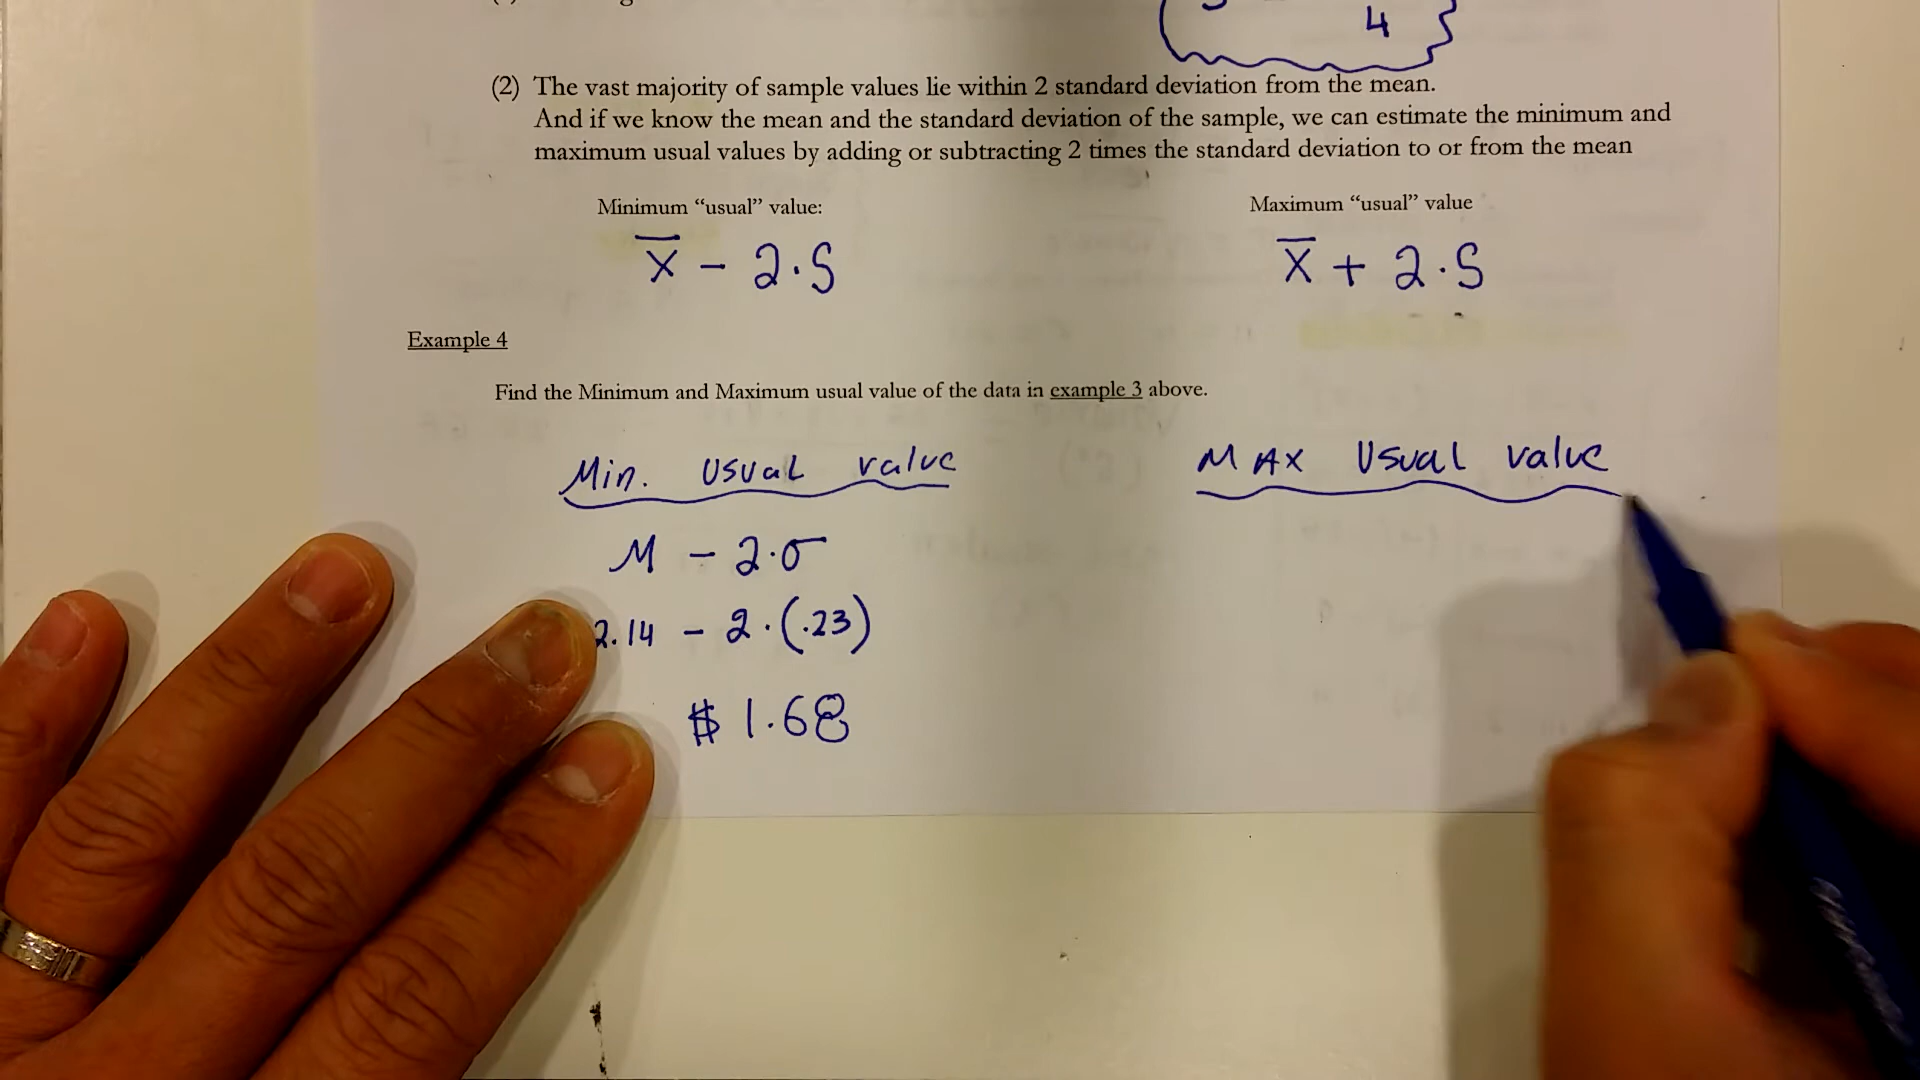 4
(2) The vast majority of sample values lie within 2 standard deviation from the mean.
And if we know the mean and the standard deviation of the sample, we can estimate the minimum and
maximum usual values by adding or subtracting 2 times the standard deviation to or from the mean
Minimum “usual” value:
x̅ - 2·S
Maximum “usual” value
x̅ + 2·S
Example 4
Find the Minimum and Maximum usual value of the data in example 3 above.
Min. Usual value
M - 2·σ
2.14 - 2·(.23)
$ 1.68
MAX Usual value